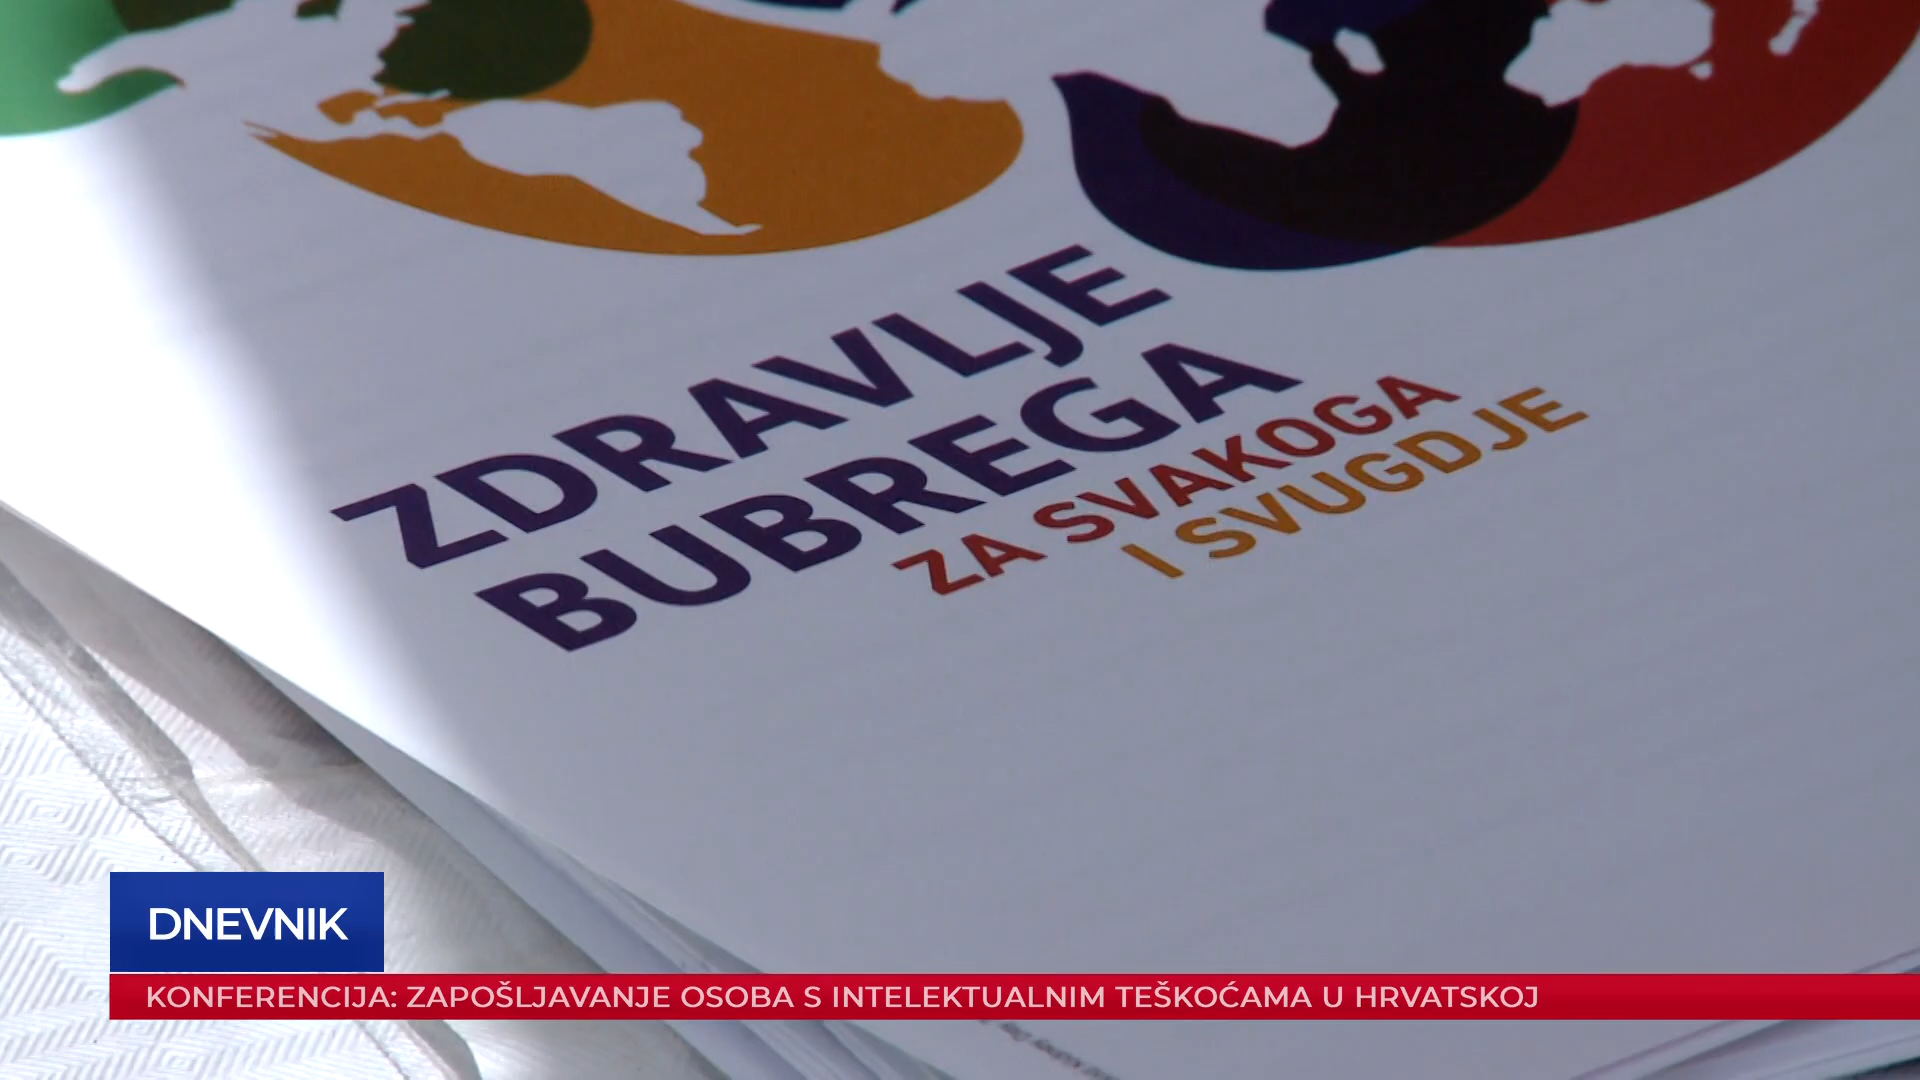 ZDRAVLJE
BUBREGA
ZA SVAKOGA
I SVUGDJE
DNEVNIK
KONFERENCIJA: ZAPOŠLJAVANJE OSOBA S INTELEKTUALNIM TEŠKOĆAMA U HRVATSKOJ